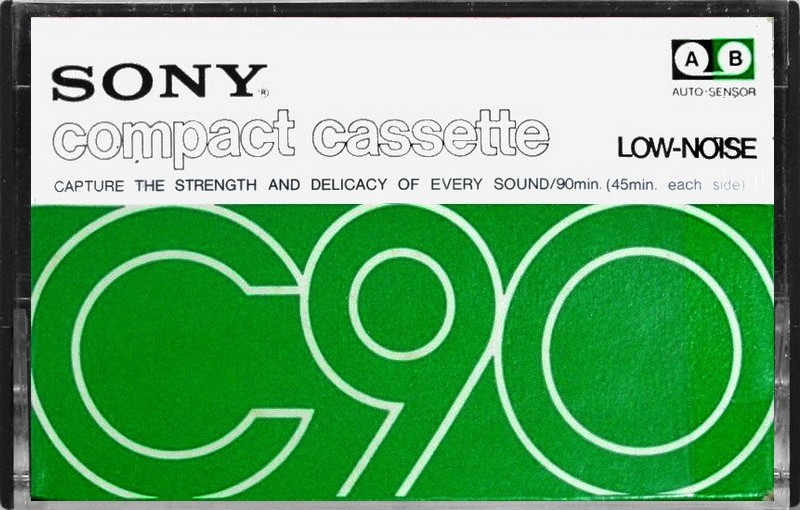 SONY®
A B
AUTO·SENSOR
compact cassette
LOW-NOISE
CAPTURE THE STRENGTH AND DELICACY OF EVERY SOUND/90min. (45min. each side)
C90